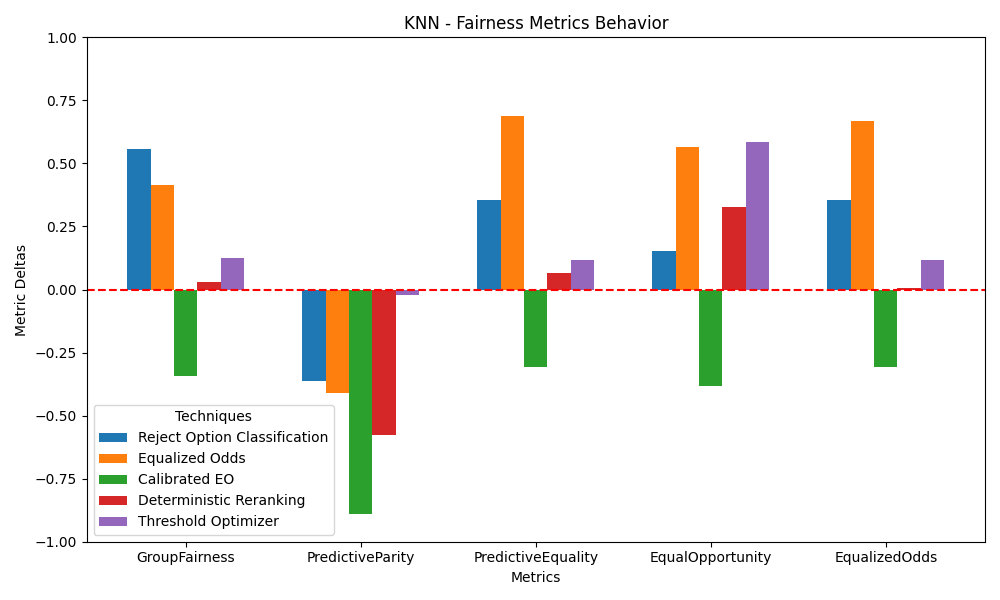 KNN - Fairness Metrics Behavior
Metric Deltas
1.00
0.75
0.50
0.25
0.00
−0.25
−0.50
−0.75
−1.00
Techniques
Reject Option Classification
Equalized Odds
Calibrated EO
Deterministic Reranking
Threshold Optimizer
GroupFairness PredictiveParity PredictiveEquality EqualOpportunity EqualizedOdds
Metrics